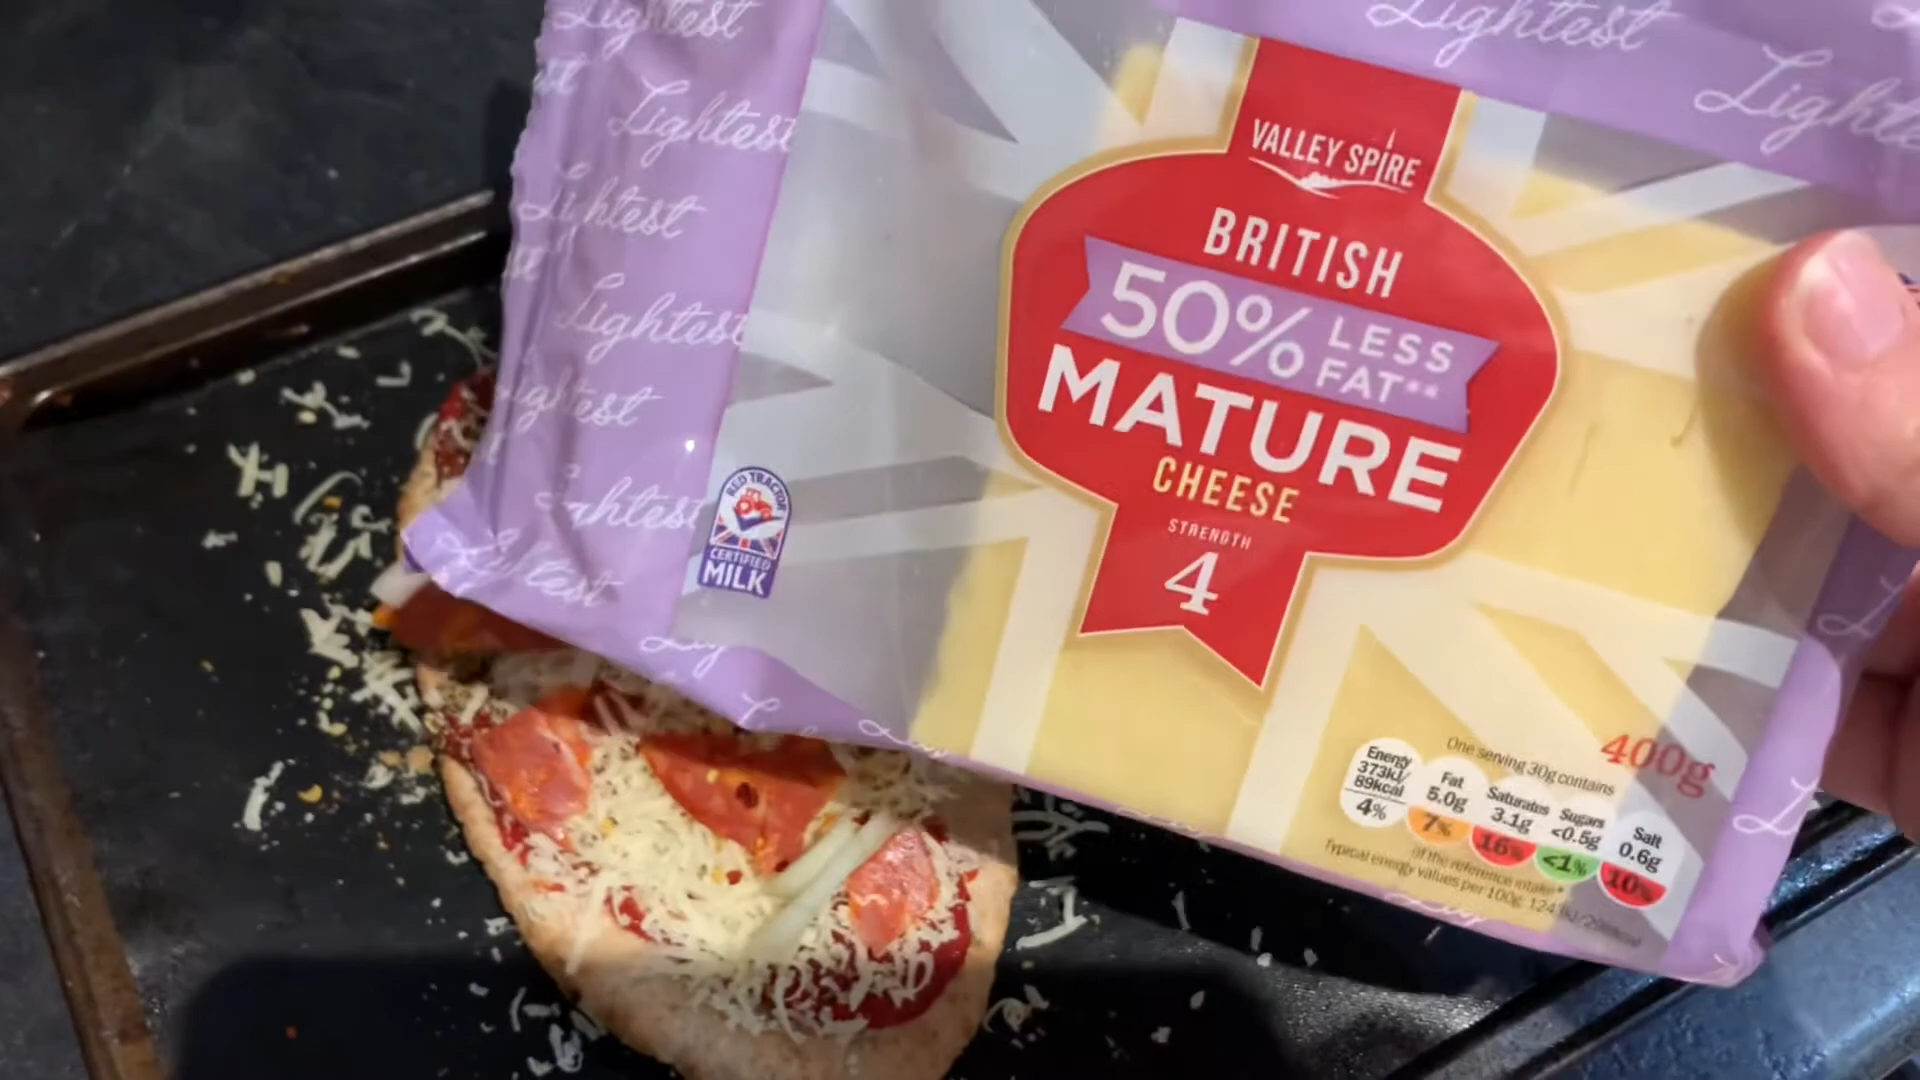 Lightest
Lightest
Lightest
Lightest
Lightest
Lightest
VALLEY SPIRE
BRITISH
50% LESS
FAT**
MATURE
CHEESE
STRENGTH
4
RED TRACTOR
CERTIFIED
MILK
400g
One serving 30g contains
Energy
373kJ/
89kcal
4%
Fat
5.0g
7%
Saturates
3.1g
16%
Sugars
<0.5g
<1%
Salt
0.6g
10%
of the reference intake*
Typical energy values per 100g: